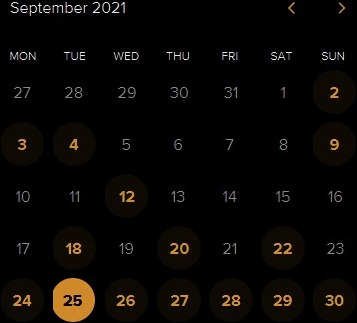 September 2021 < >
MON TUE WED THU FRI SAT SUN
27 28 29 30 31 1 2
3 4 5 6 7 8 9
10 11 12 13 14 15 16
17 18 19 20 21 22 23
24 25 26 27 28 29 30